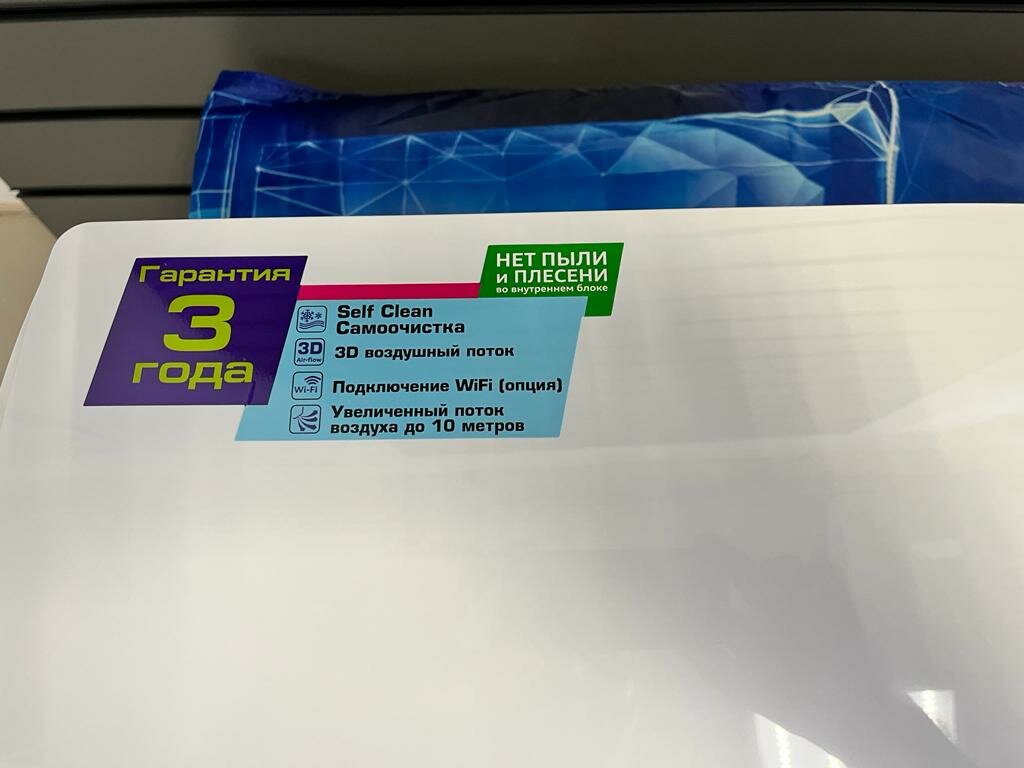 Гарантия
3
года
НЕТ ПЫЛИ
и ПЛЕСЕНИ
во внутреннем блоке
Self Clean
Самоочистка
3D
Air-flow
3D воздушный поток
Wi-Fi
Подключение WiFi (опция)
Увеличенный поток
воздуха до 10 метров